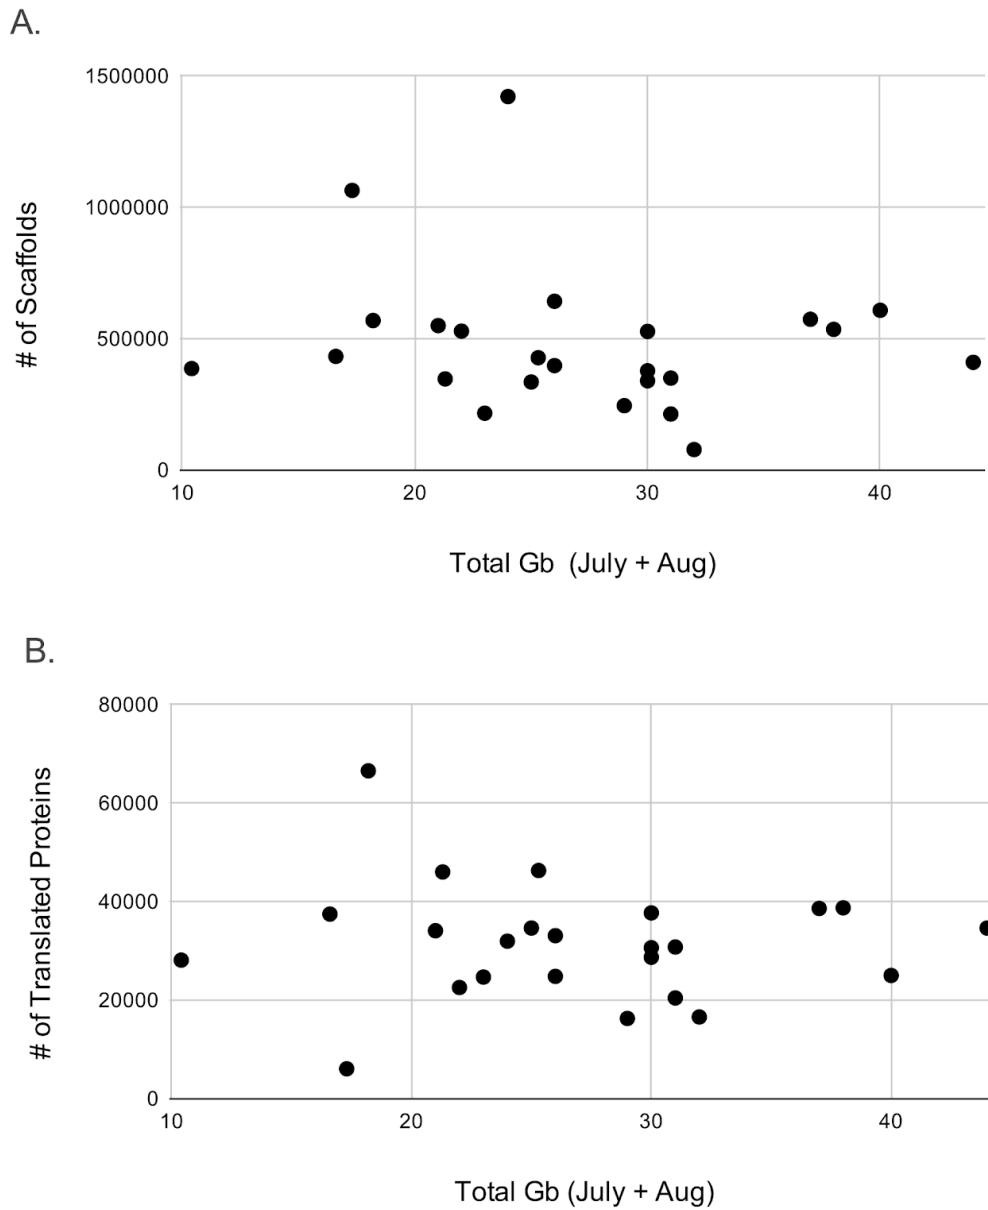 A.
1500000
1000000
500000
0
# of Scaffolds
10 20 30 40
Total Gb  (July + Aug)
B.
80000
60000
40000
20000
0
# of Translated Proteins
10 20 30 40
Total Gb (July + Aug)